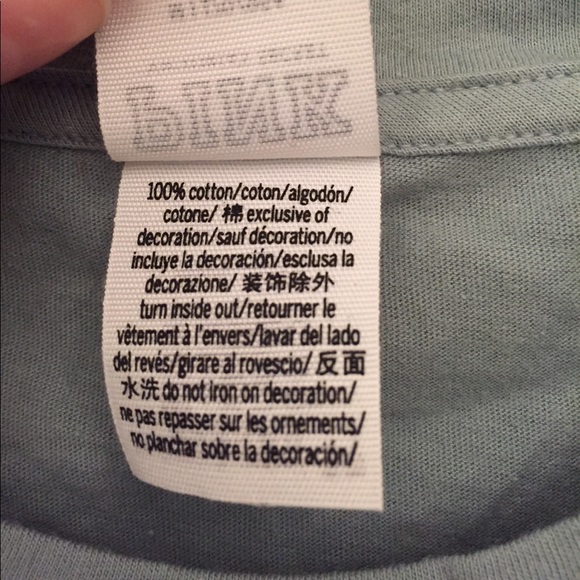 PINK
100% cotton/coton/algodón/
cotone/ 棉 exclusive of
decoration/sauf décoration/no
incluye la decoración/esclusa la
decorazione/ 装饰除外
turn inside out/retourner le
vêtement à l'envers/lavar del lado
del revés/girare al rovescio/ 反面
水洗 do not iron on decoration/
ne pas repasser sur les ornements/
no planchar sobre la decoración/